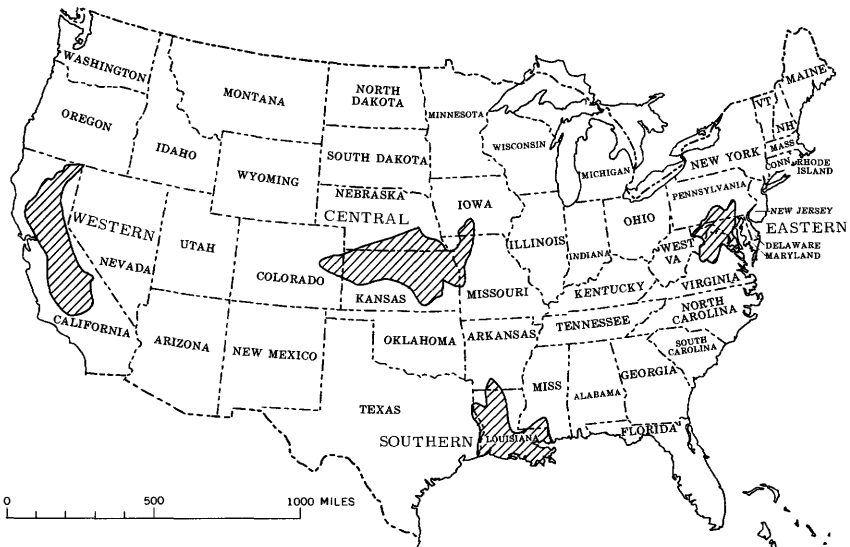 WASHINGTON
OREGON
IDAHO
MONTANA
NORTH
DAKOTA
MINNESOTA
SOUTH DAKOTA
WYOMING
NEBRASKA
CENTRAL
IOWA
WISCONSIN
MICHIGAN
NEW YORK
VT
NH
MAINE
MASS
CONN
RHODE
ISLAND
PENNSYLVANIA
NEW JERSEY
EASTERN
DELAWARE
MARYLAND
WESTERN
NEVADA
UTAH
COLORADO
KANSAS
MISSOURI
ILLINOIS
INDIANA
OHIO
WEST
VA
VIRGINIA
KENTUCKY
CALIFORNIA
ARIZONA
NEW MEXICO
OKLAHOMA
ARKANSAS
TENNESSEE
NORTH
CAROLINA
SOUTH
CAROLINA
GEORGIA
ALABAMA
MISS
TEXAS
SOUTHERN
LOUISIANA
FLORIDA
0 500 1000 MILES